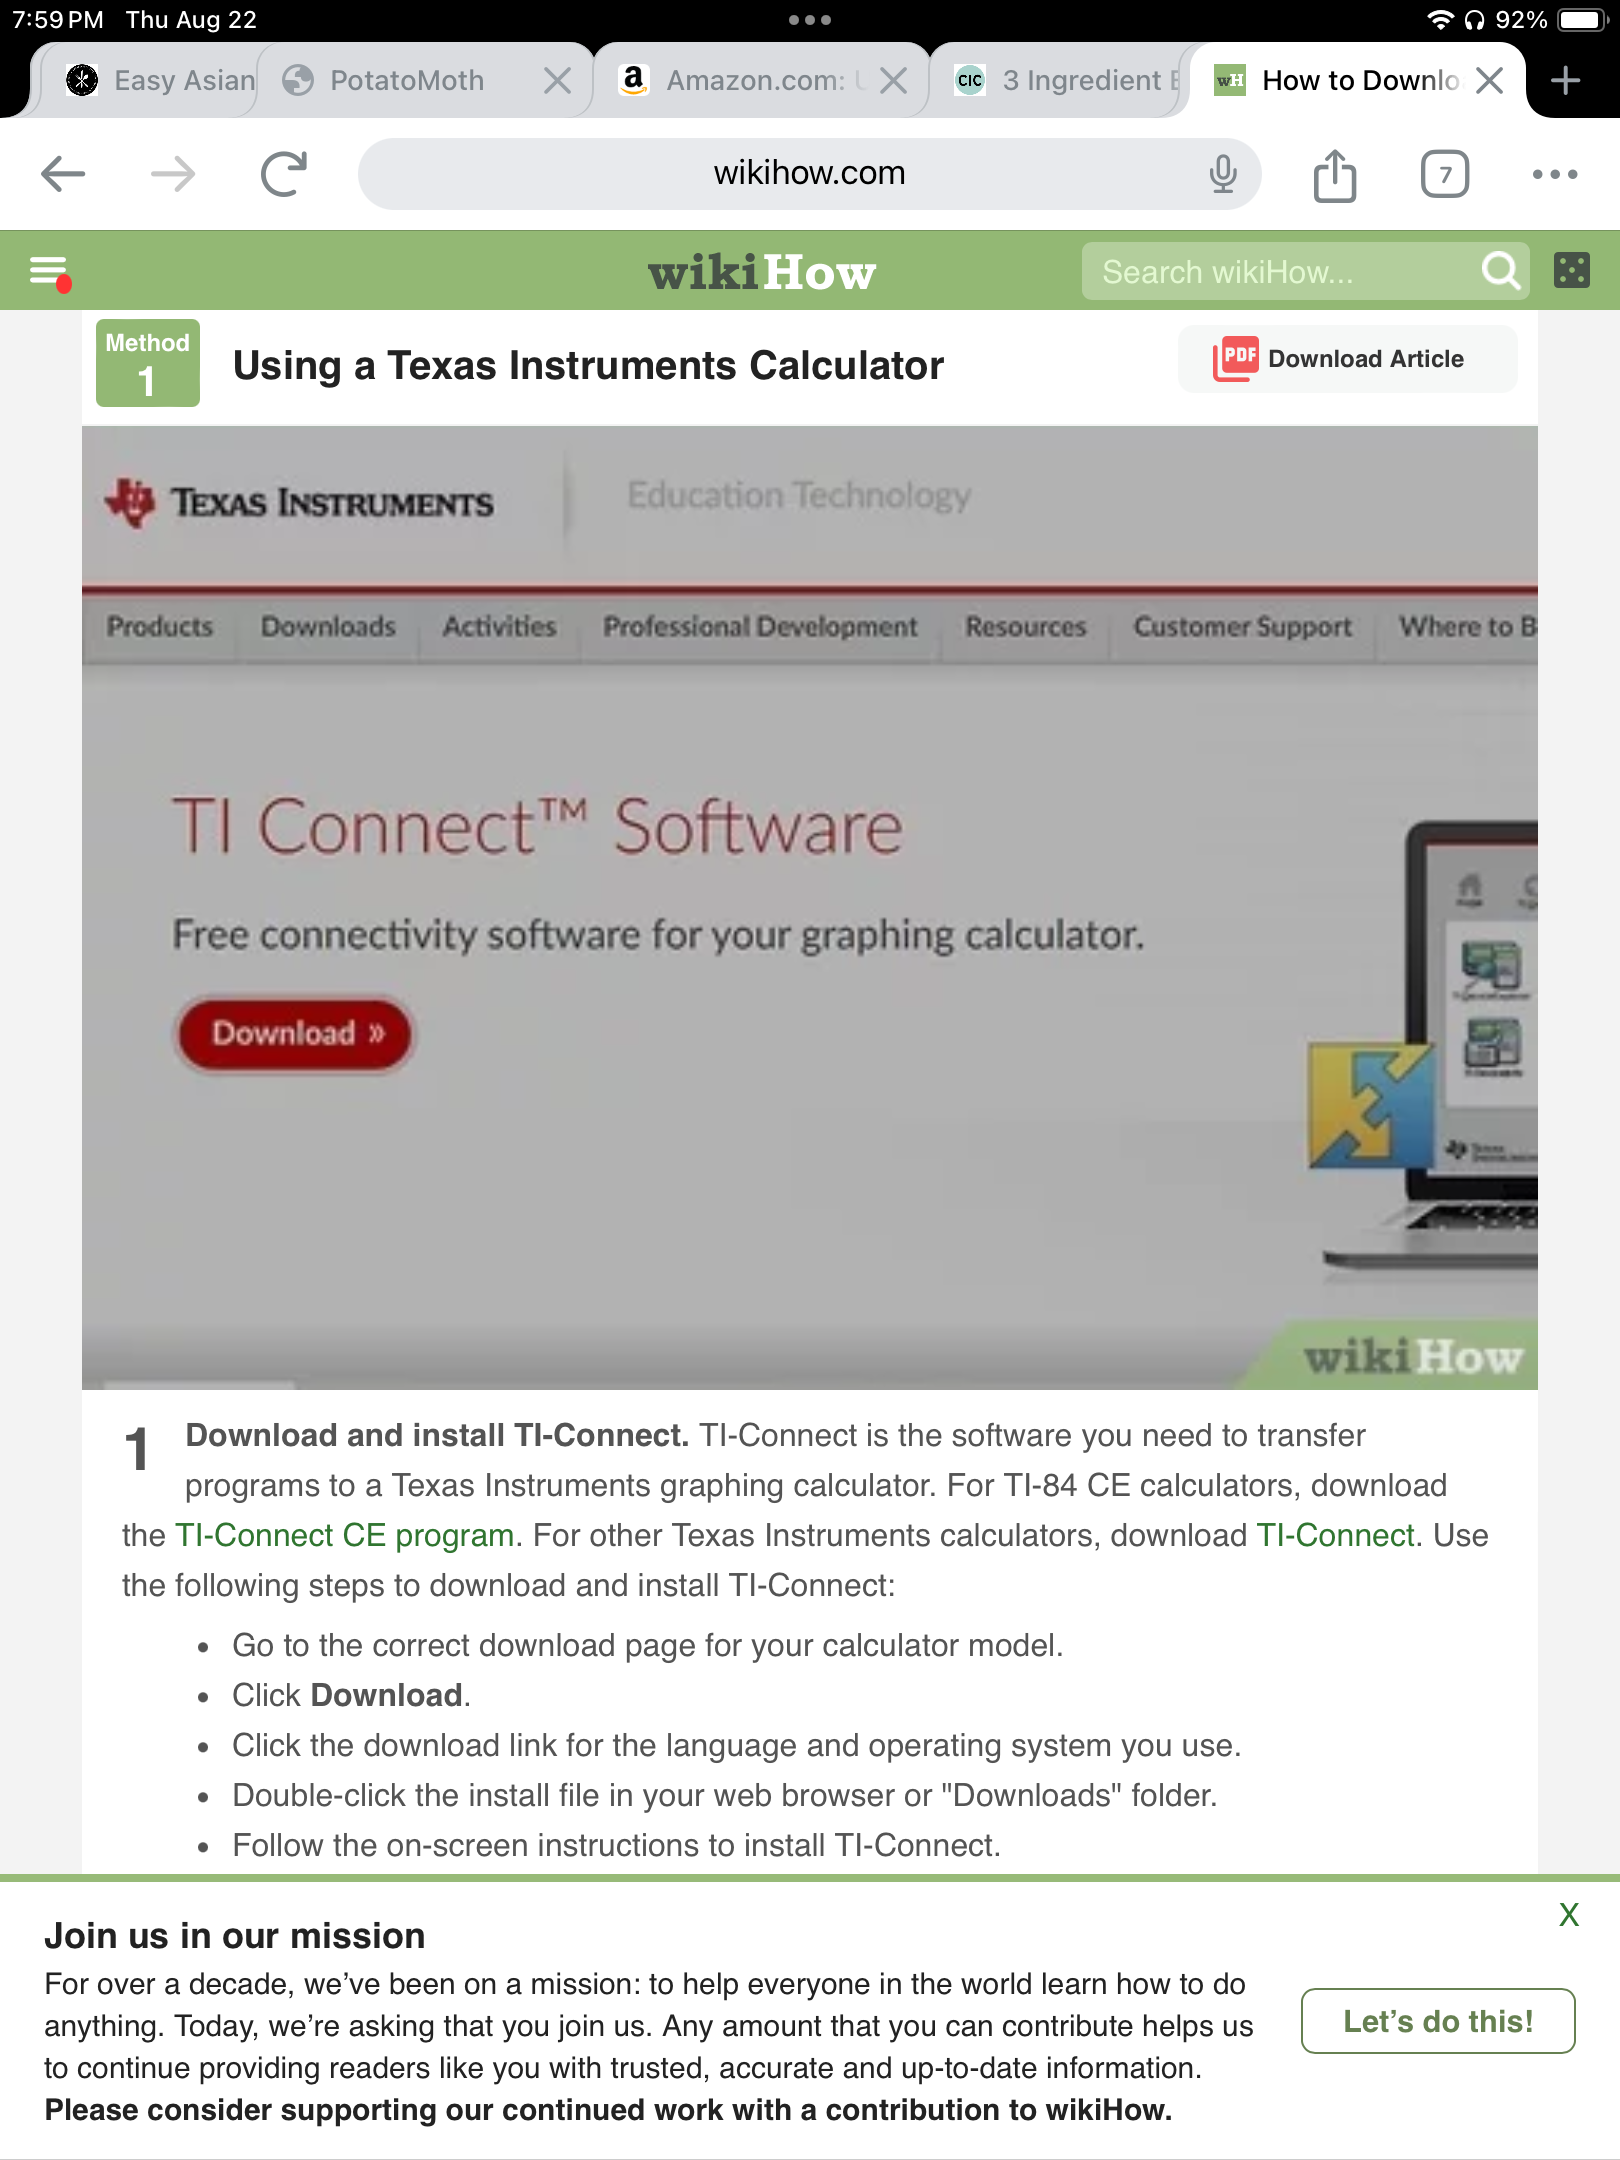 7:59 PM Thu Aug 22
92%
Easy Asian
PotatoMoth
Amazon.com:
CIC
3 Ingredient
wH
How to Downlo
wikihow.com
7
wikiHow
Search wikiHow...
Method
1
Using a Texas Instruments Calculator
PDF
Download Article
TEXAS INSTRUMENTS
Education Technology
Products Downloads Activities Professional Development Resources Customer Support Where to B
TI Connect™ Software
Free connectivity software for your graphing calculator.
Download »
wikiHow
1 Download and install TI-Connect. TI-Connect is the software you need to transfer
programs to a Texas Instruments graphing calculator. For TI-84 CE calculators, download
the TI-Connect CE program. For other Texas Instruments calculators, download TI-Connect. Use
the following steps to download and install TI-Connect:
• Go to the correct download page for your calculator model.
• Click Download.
• Click the download link for the language and operating system you use.
• Double-click the install file in your web browser or "Downloads" folder.
• Follow the on-screen instructions to install TI-Connect.
X
Join us in our mission
For over a decade, we’ve been on a mission: to help everyone in the world learn how to do
anything. Today, we’re asking that you join us. Any amount that you can contribute helps us
to continue providing readers like you with trusted, accurate and up-to-date information.
Please consider supporting our continued work with a contribution to wikiHow.
Let’s do this!